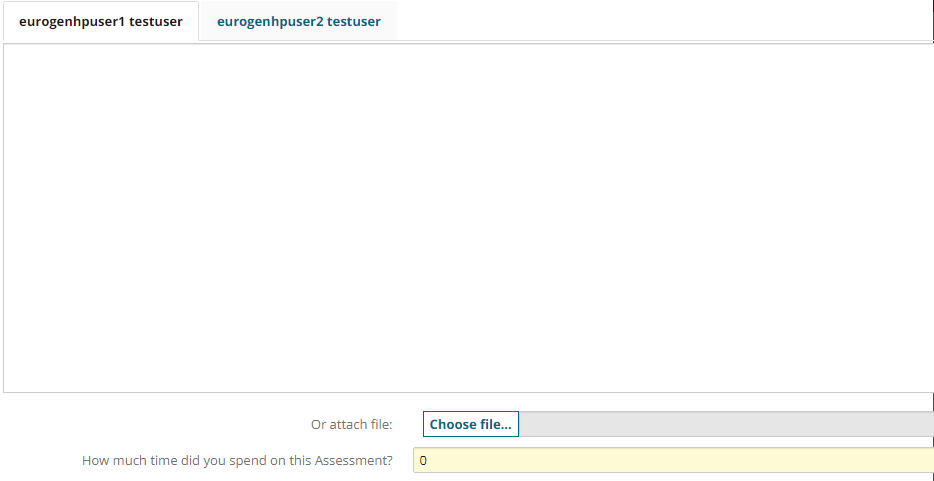 eurogenhpuser1 testuser eurogenhpuser2 testuser
Or attach file: Choose file...
How much time did you spend on this Assessment? 0